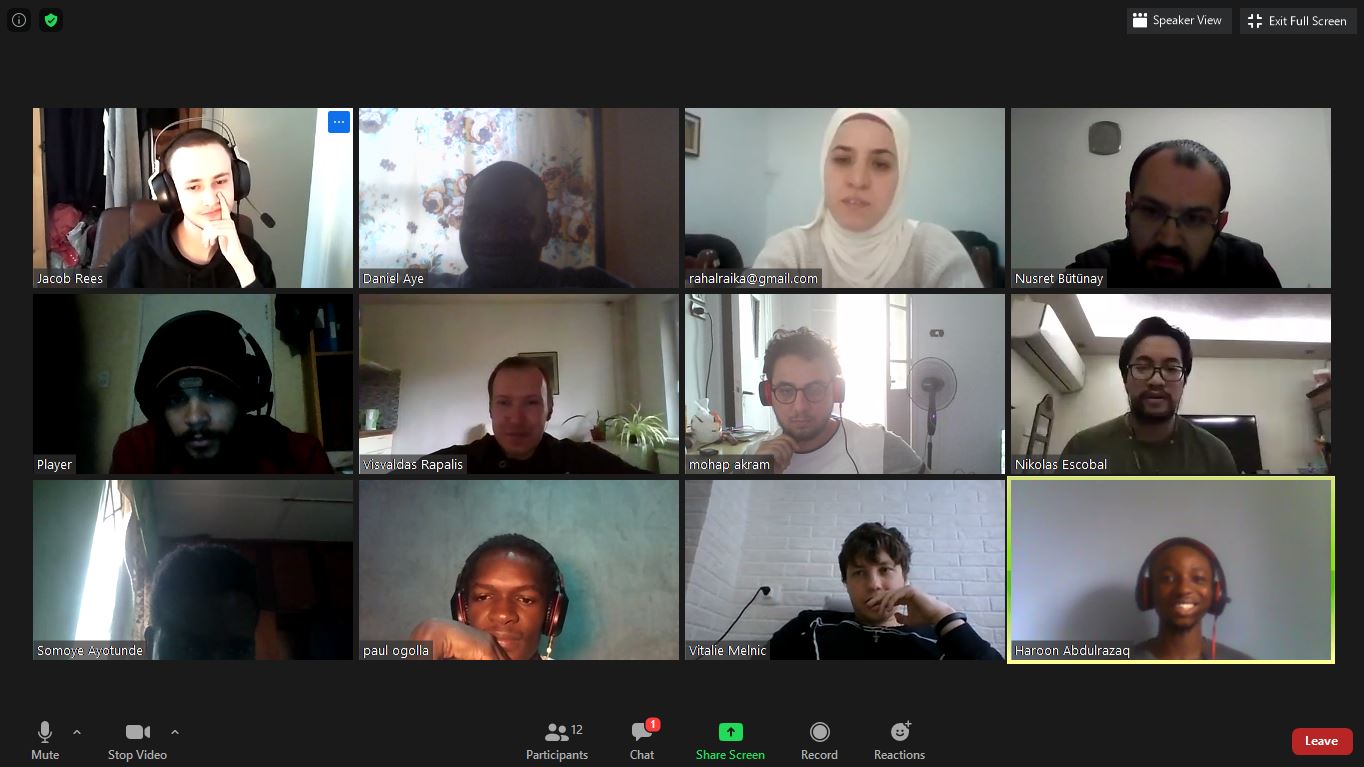 Speaker View
Exit Full Screen
Jacob Rees
Daniel Aye
rahalraika@gmail.com
Nusret Bütünay
Player
Visvaldas Rapalis
mohap akram
Nikolas Escobal
Somoye Ayotunde
paul ogolla
Vitalie Melnic
Haroon Abdulrazaq
12
1
Mute
Stop Video
Participants
Chat
Share Screen
Record
Reactions
Leave